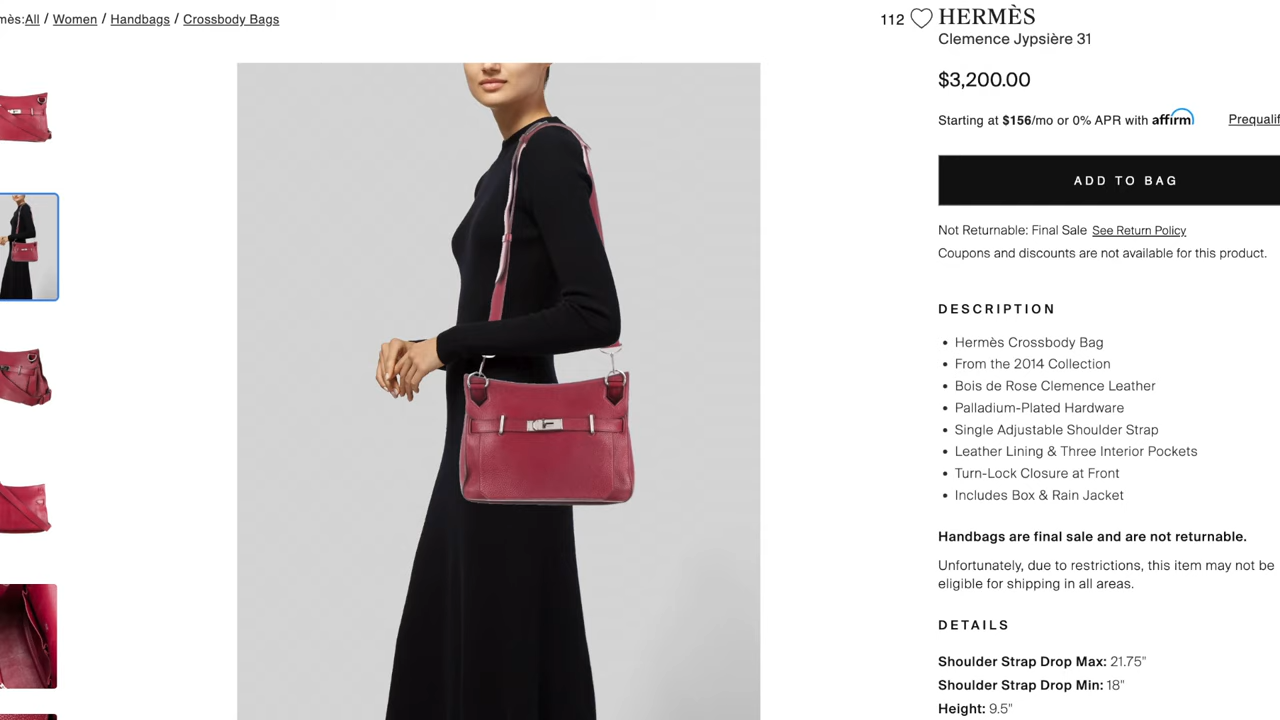 mès:All / Women / Handbags / Crossbody Bags
112
HERMÈS
Clemence Jypsière 31
$3,200.00
Starting at $156/mo or 0% APR with affirm Prequalif
ADD TO BAG
Not Returnable: Final Sale See Return Policy
Coupons and discounts are not available for this product.
DESCRIPTION
• Hermès Crossbody Bag
• From the 2014 Collection
• Bois de Rose Clemence Leather
• Palladium-Plated Hardware
• Single Adjustable Shoulder Strap
• Leather Lining & Three Interior Pockets
• Turn-Lock Closure at Front
• Includes Box & Rain Jacket
Handbags are final sale and are not returnable.
Unfortunately, due to restrictions, this item may not be
eligible for shipping in all areas.
DETAILS
Shoulder Strap Drop Max: 21.75"
Shoulder Strap Drop Min: 18"
Height: 9.5"